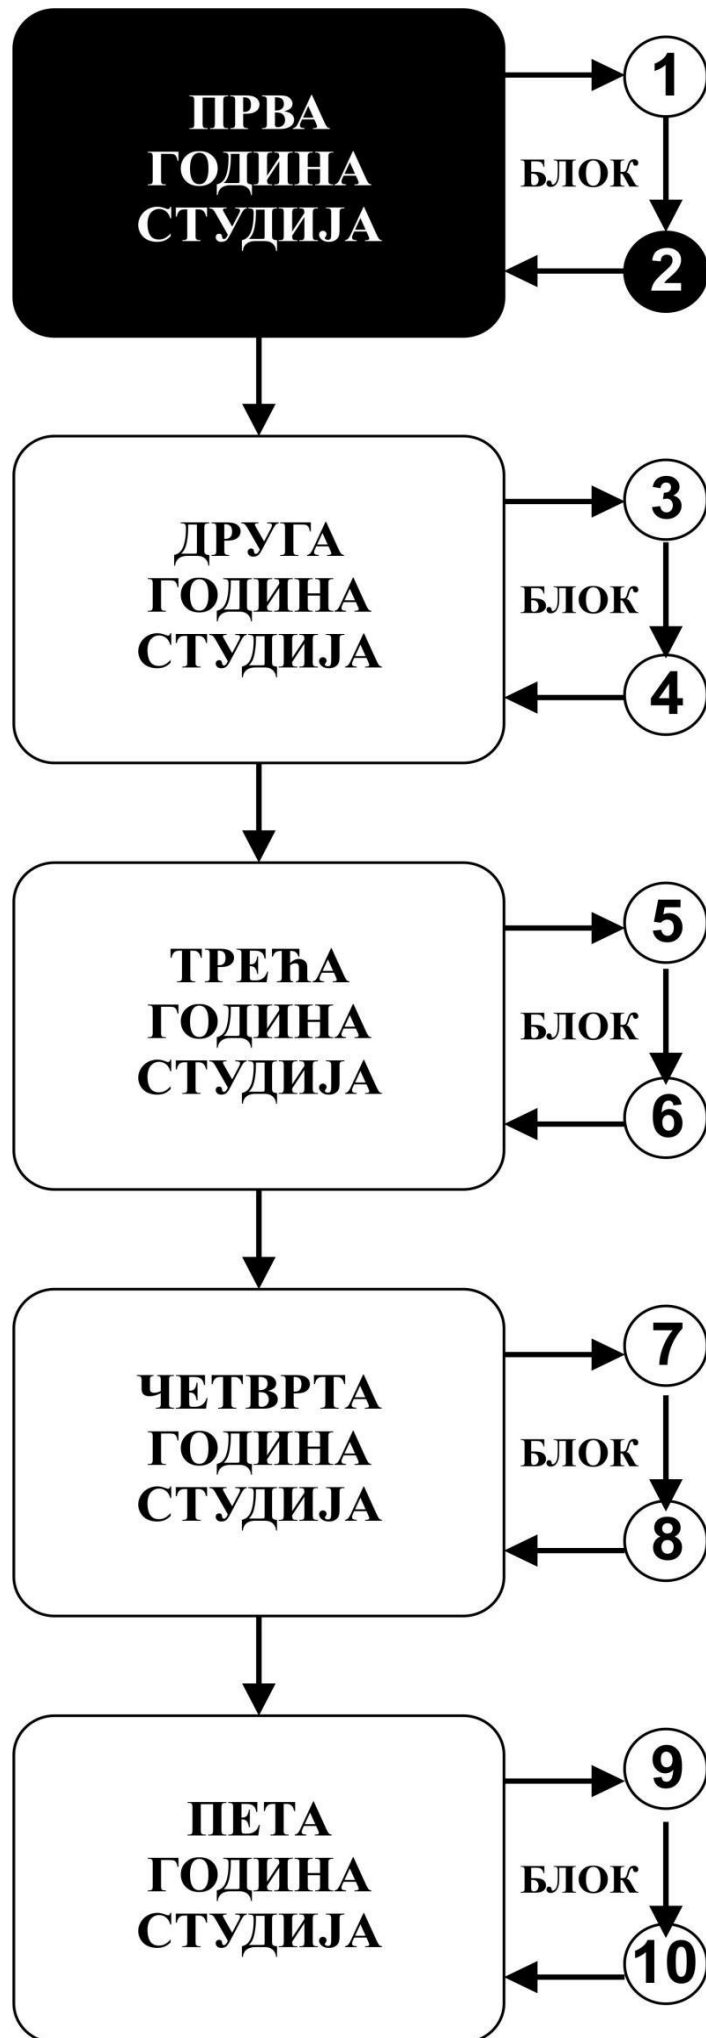 ПРВА
ГОДИНА
СТУДИЈА
1
БЛОК
2
ДРУГА
ГОДИНА
СТУДИЈА
3
БЛОК
4
ТРЕЋА
ГОДИНА
СТУДИЈА
5
БЛОК
6
ЧЕТВРТА
ГОДИНА
СТУДИЈА
7
БЛОК
8
ПЕТА
ГОДИНА
СТУДИЈА
9
БЛОК
10